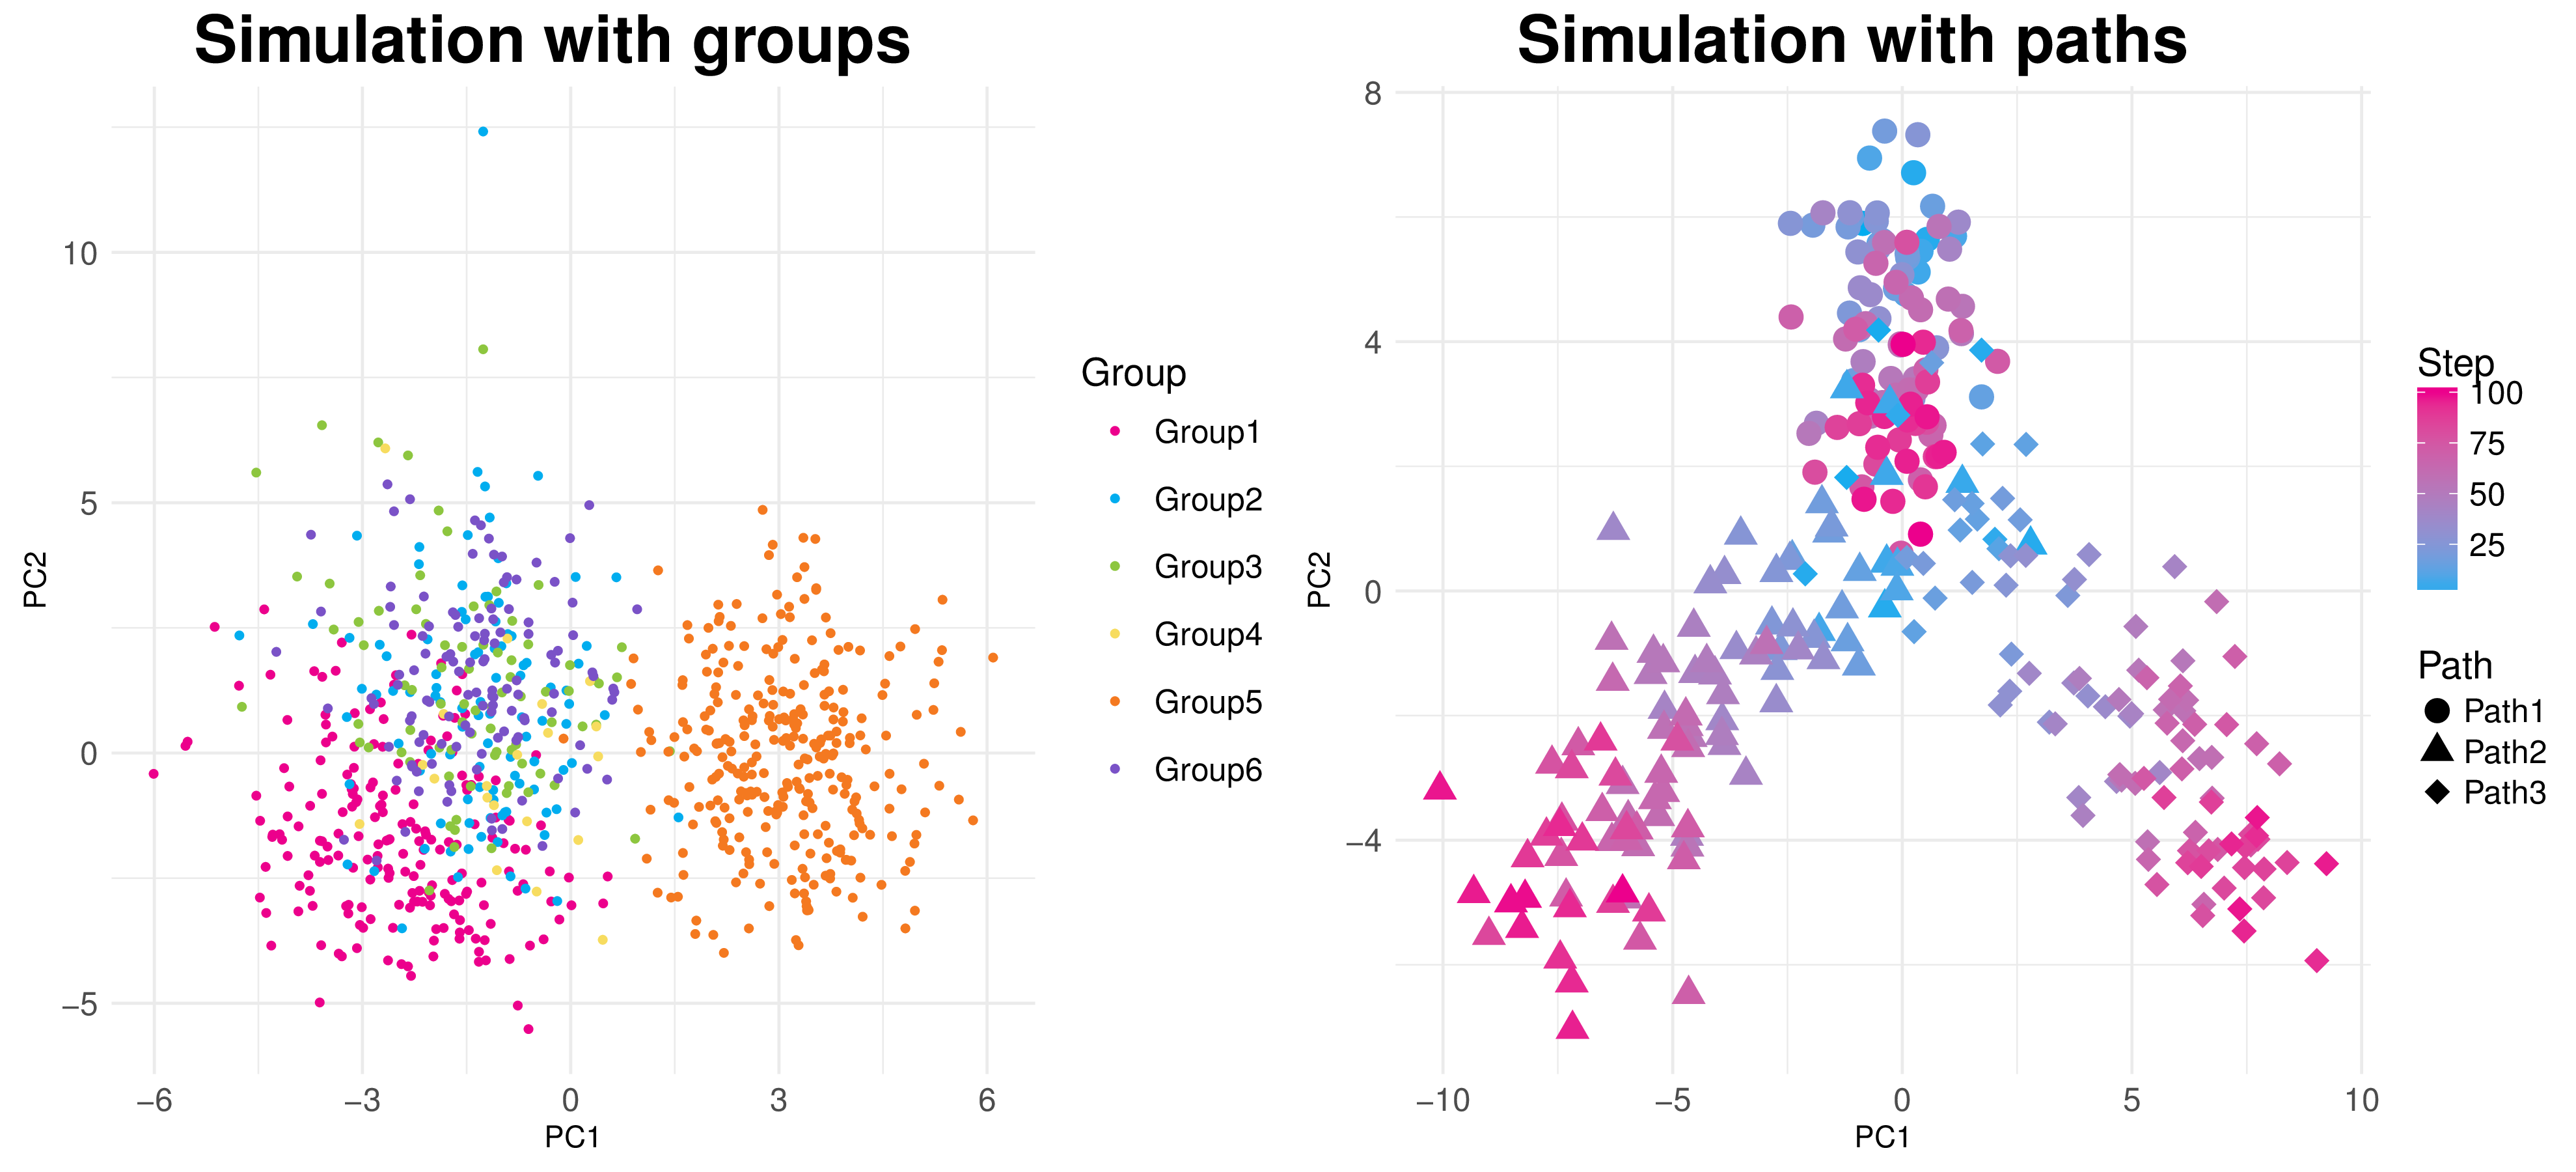 Simulation with groups
10
5
0
−5
PC2
−6 −3 0 3 6
PC1
Group
Group1
Group2
Group3
Group4
Group5
Group6
Simulation with paths
8
4
0
−4
PC2
−10 −5 0 5 10
PC1
Step
100
75
50
25
Path
Path1
Path2
Path3